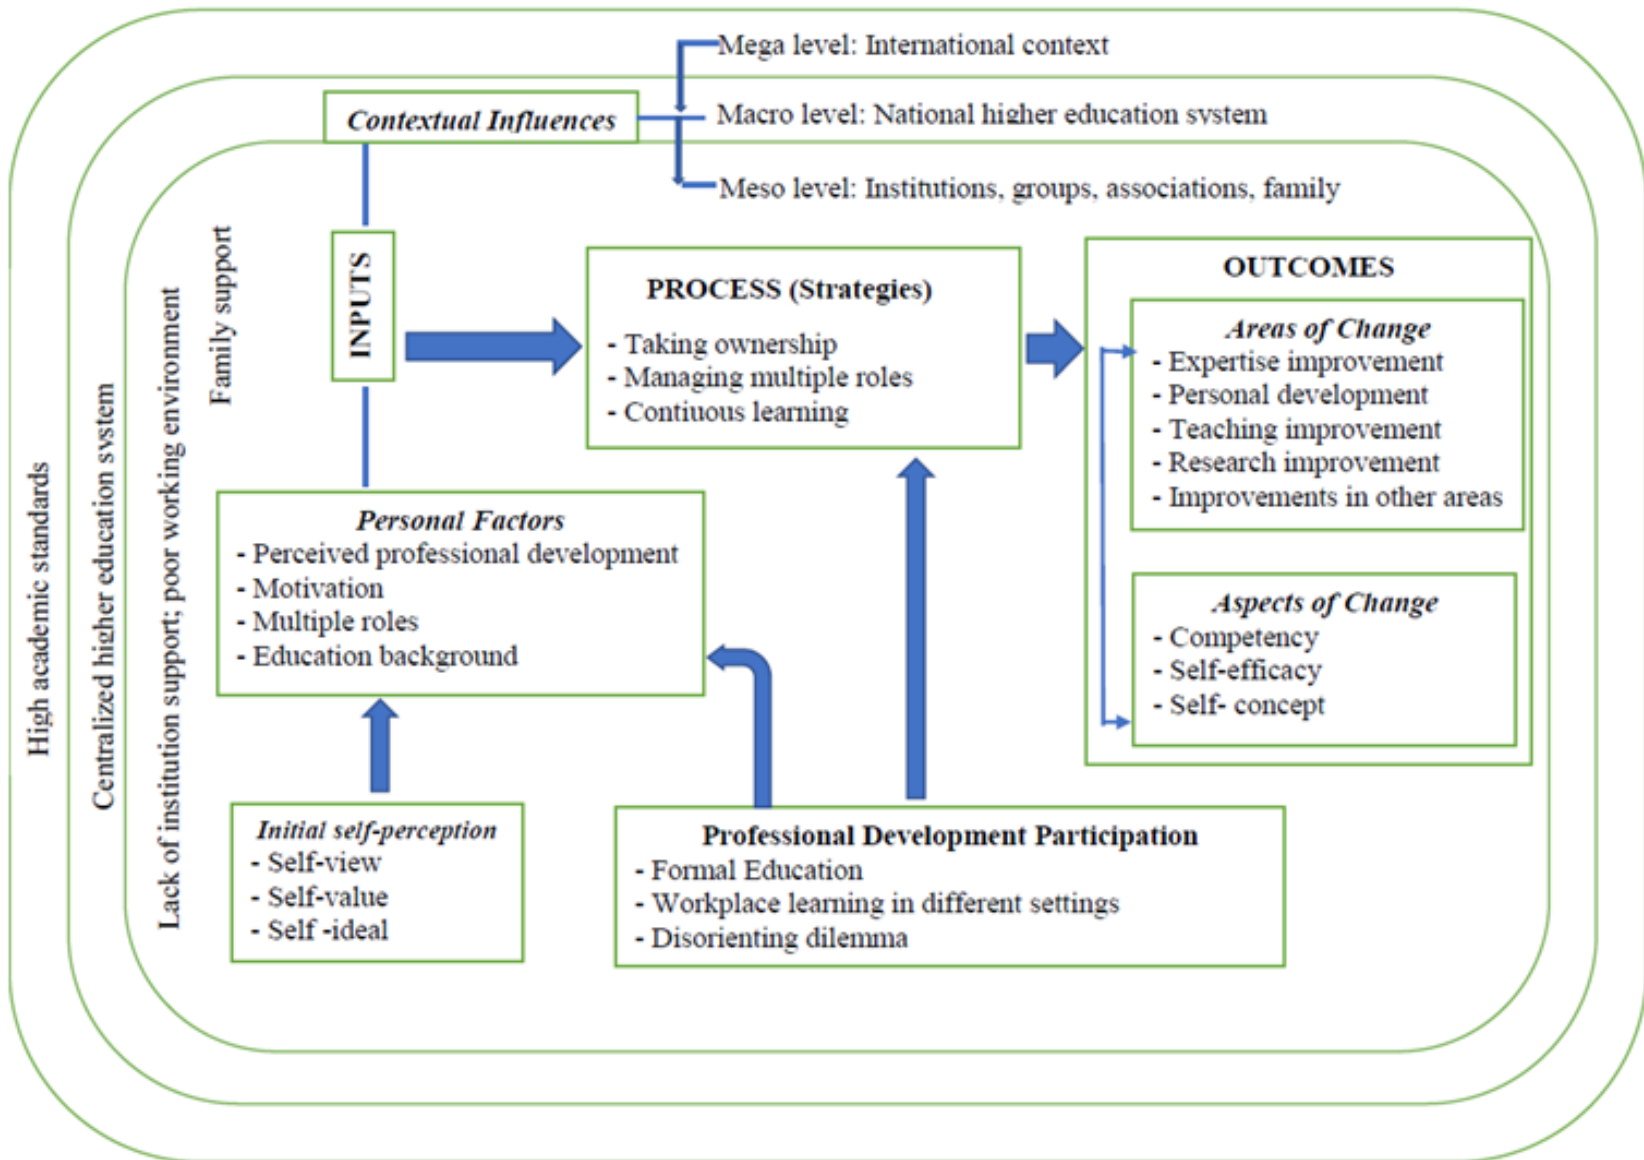 Mega level: International context
Contextual Influences
Macro level: National higher education system
Meso level: Institutions, groups, associations, family
High academic standards
Centralized higher education system
Lack of institution support; poor working environment
Family support
INPUTS
PROCESS (Strategies)
- Taking ownership
- Managing multiple roles
- Contiuous learning
OUTCOMES
Areas of Change
- Expertise improvement
- Personal development
- Teaching improvement
- Research improvement
- Improvements in other areas
Aspects of Change
- Competency
- Self-efficacy
- Self- concept
Personal Factors
- Perceived professional development
- Motivation
- Multiple roles
- Education background
Initial self-perception
- Self-view
- Self-value
- Self -ideal
Professional Development Participation
- Formal Education
- Workplace learning in different settings
- Disorienting dilemma